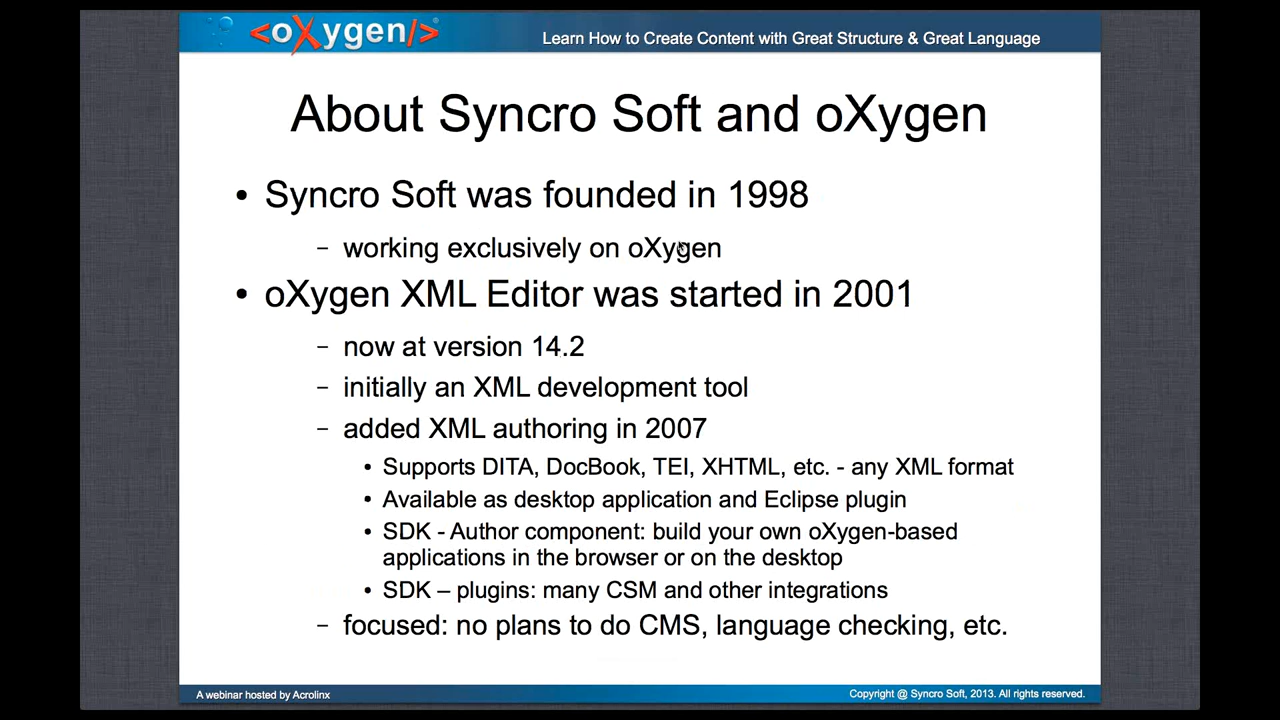 <oXygen/>®
Learn How to Create Content with Great Structure & Great Language
About Syncro Soft and oXygen
• Syncro Soft was founded in 1998
– working exclusively on oXygen
• oXygen XML Editor was started in 2001
– now at version 14.2
– initially an XML development tool
– added XML authoring in 2007
• Supports DITA, DocBook, TEI, XHTML, etc. - any XML format
• Available as desktop application and Eclipse plugin
• SDK - Author component: build your own oXygen-based
applications in the browser or on the desktop
• SDK – plugins: many CSM and other integrations
– focused: no plans to do CMS, language checking, etc.
A webinar hosted by Acrolinx
Copyright @ Syncro Soft, 2013. All rights reserved.